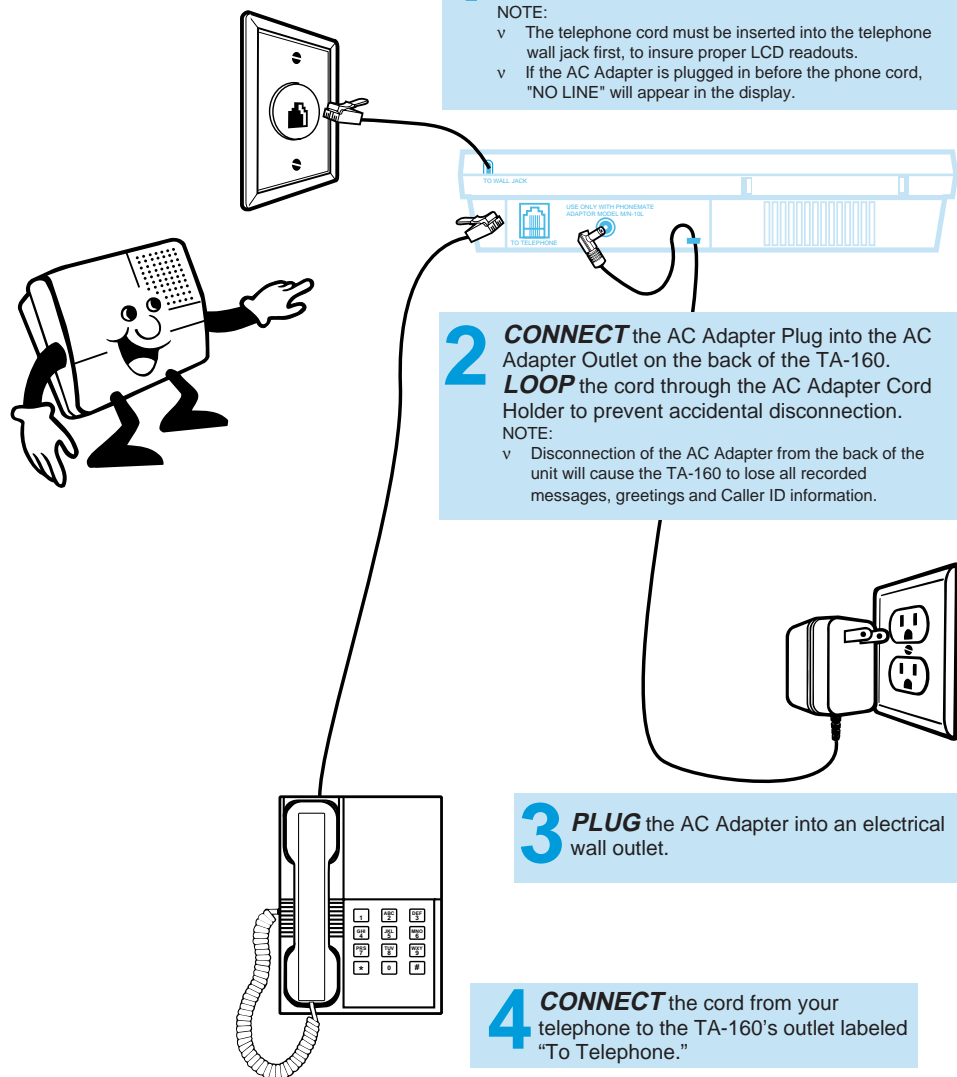 NOTE:
ν The telephone cord must be inserted into the telephone
wall jack first, to insure proper LCD readouts.
ν If the AC Adapter is plugged in before the phone cord,
"NO LINE" will appear in the display.
TO WALL JACK
USE ONLY WITH PHONEMATE
ADAPTOR MODEL M/N-10L
TO TELEPHONE
2 CONNECT the AC Adapter Plug into the AC
Adapter Outlet on the back of the TA-160.
LOOP the cord through the AC Adapter Cord
Holder to prevent accidental disconnection.
NOTE:
ν Disconnection of the AC Adapter from the back of the
unit will cause the TA-160 to lose all recorded
messages, greetings and Caller ID information.
3 PLUG the AC Adapter into an electrical
wall outlet.
1 ABC 2 DEF 3
GHI 4 JKL 5 MNO 6
PRS 7 TUV 8 WXY 9
* 0 #
4 CONNECT the cord from your
telephone to the TA-160’s outlet labeled
“To Telephone.”